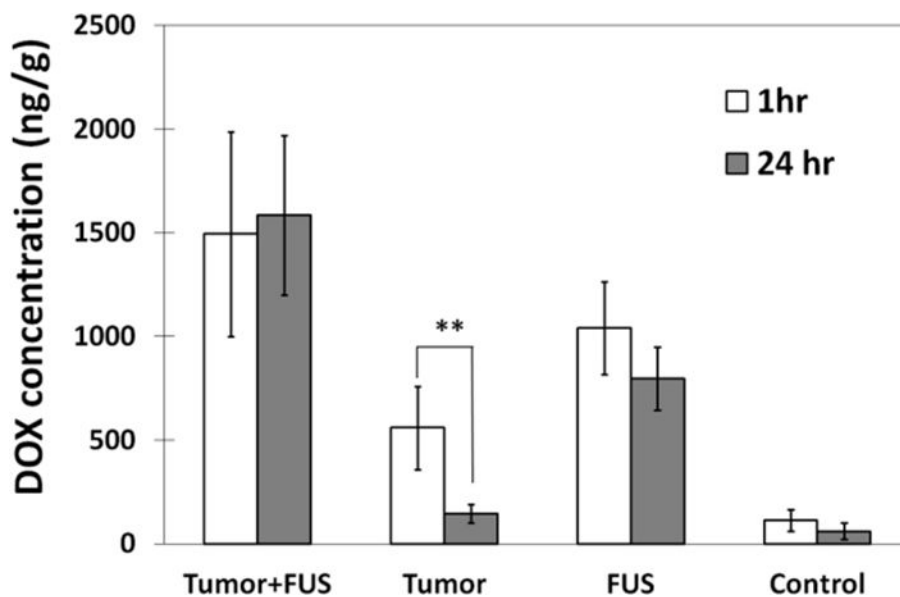 DOX concentration (ng/g)
2500
2000
1500
1000
500
0
1hr
24 hr
**
Tumor+FUS
Tumor
FUS
Control